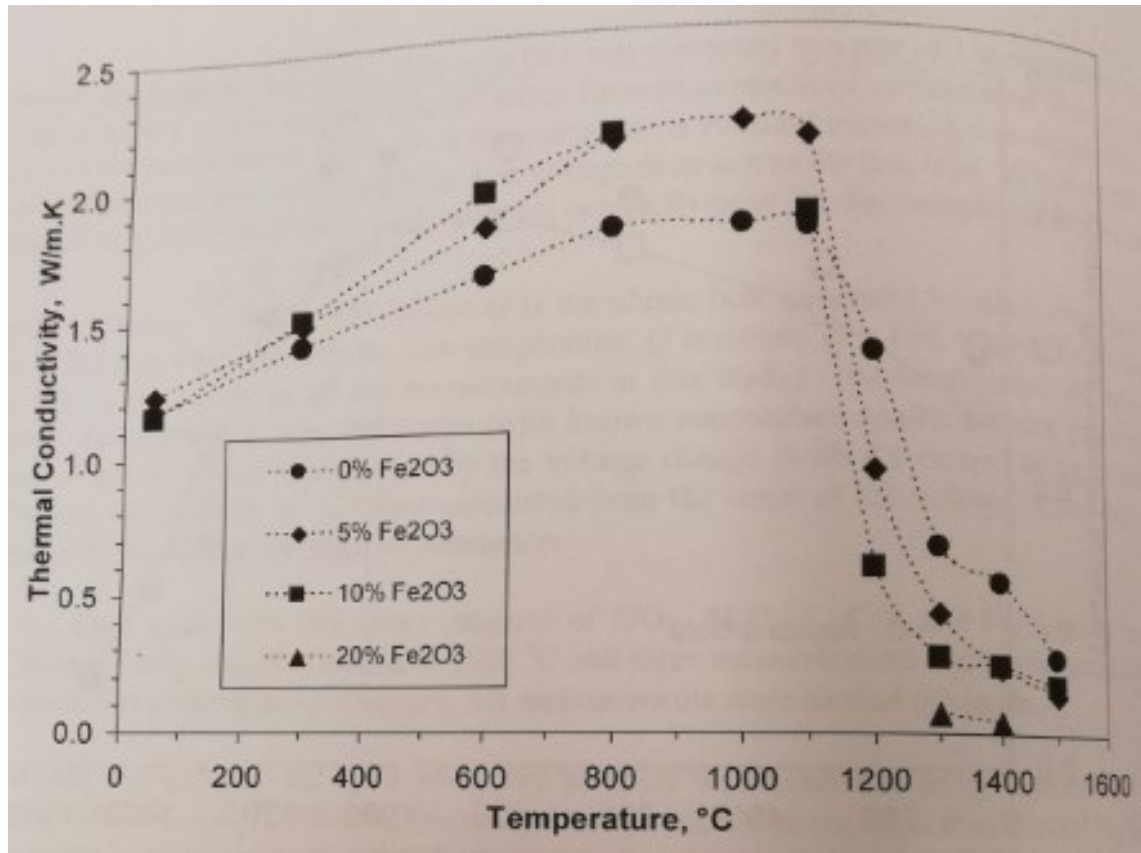 2.5
2.0
1.5
1.0
0.5
0.0
Thermal Conductivity, W/m.K
0% Fe2O3
5% Fe2O3
10% Fe2O3
20% Fe2O3
0 200 400 600 800 1000 1200 1400 1600
Temperature, °C